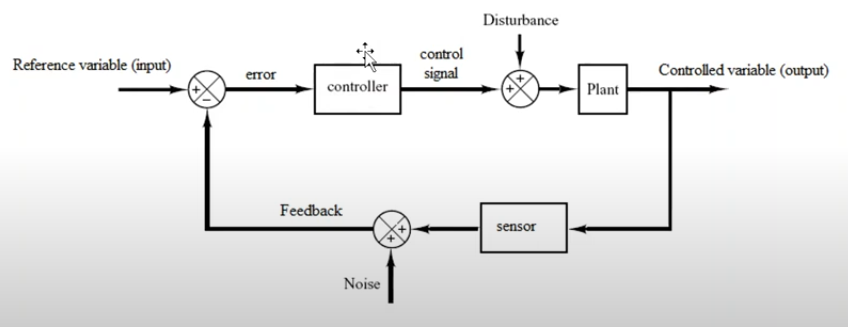 Disturbance
Reference variable (input)
error
controller
control
signal
Plant
Controlled variable (output)
+
−
+
+
Feedback
+
+
sensor
Noise